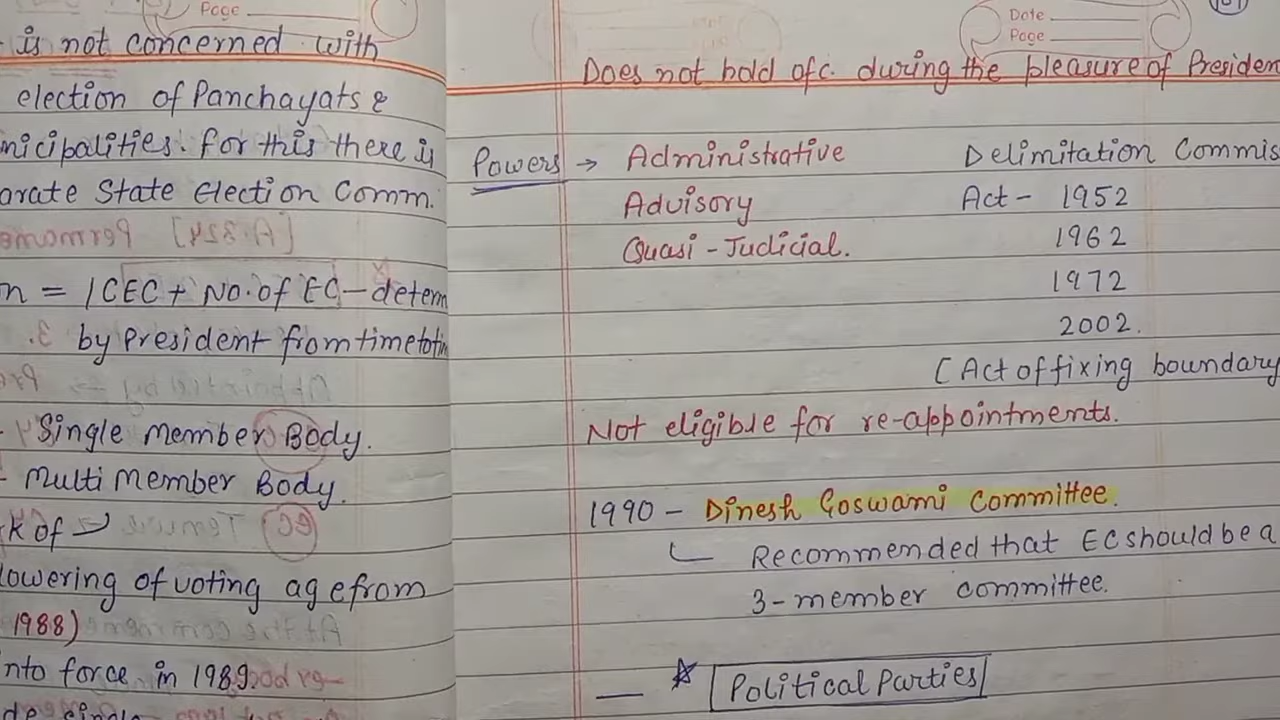 Page
is not concerned with
election of Panchayats &
nicipalities. For this there is
arate State Election Comm.
n = 1CEC + No. of EC - determ
by President from time to tim
Single Member Body.
Multi Member Body.
k of
lowering of voting age from
1988)
nto force in 1989.
Date
Page
Does not hold ofc. during the pleasure of Presiden
Powers → Administrative
Advisory
Quasi-Judicial.
Delimitation Commis
Act - 1952
1962
1972
2002.
(Act of fixing boundary
Not eligible for re-appointments.
1990 - Dinesh Goswami Committee.
Recommended that EC should be a
3-member committee.
Political Parties